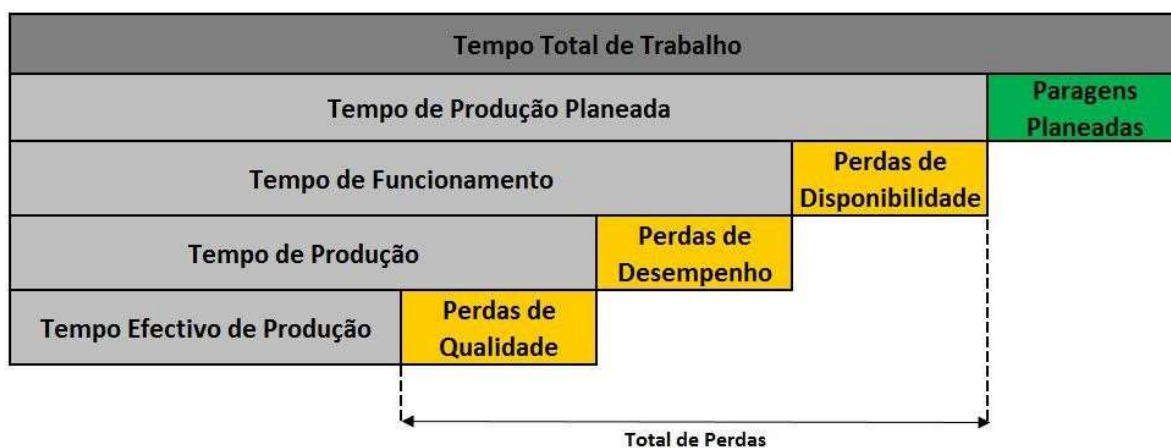 Tempo Total de Trabalho
Tempo de Produção Planeada
Paragens
Planeadas
Tempo de Funcionamento
Perdas de
Disponibilidade
Tempo de Produção
Perdas de
Desempenho
Tempo Efectivo de Produção
Perdas de
Qualidade
Total de Perdas